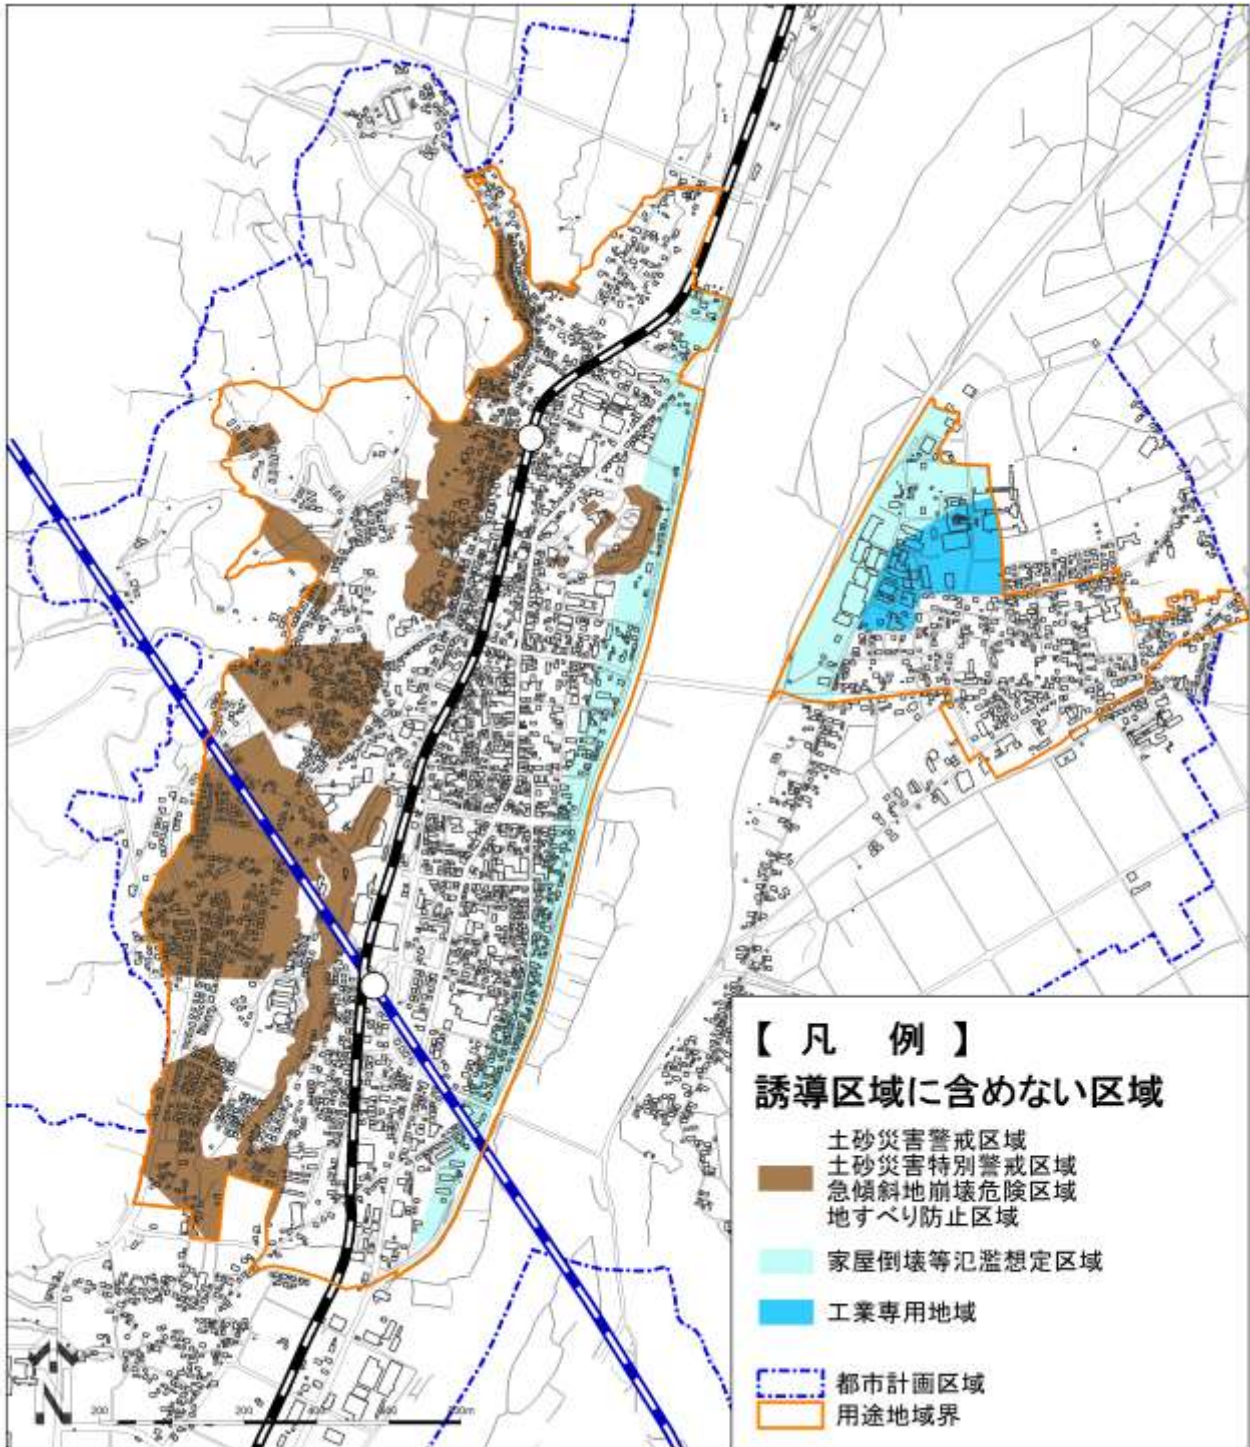 【 凡　例 】
誘導区域に含めない区域
土砂災害警戒区域
土砂災害特別警戒区域
急傾斜地崩壊危険区域
地すべり防止区域
家屋倒壊等氾濫想定区域
工業専用地域
都市計画区域
用途地域界
200
200